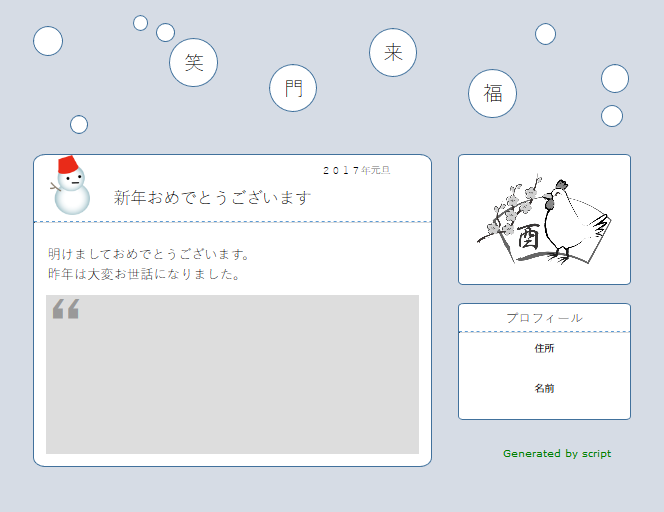 笑
門
来
福
２０１７年元旦
新年おめでとうございます
明けましておめでとうございます。
昨年は大変お世話になりました。
“
酉
プロフィール
住所
名前
Generated by script